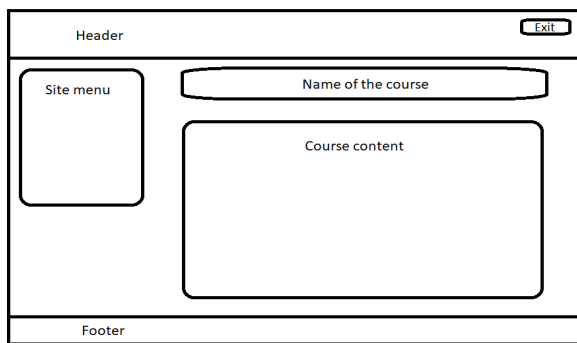 Exit
Header
Site menu
Name of the course
Course content
Footer